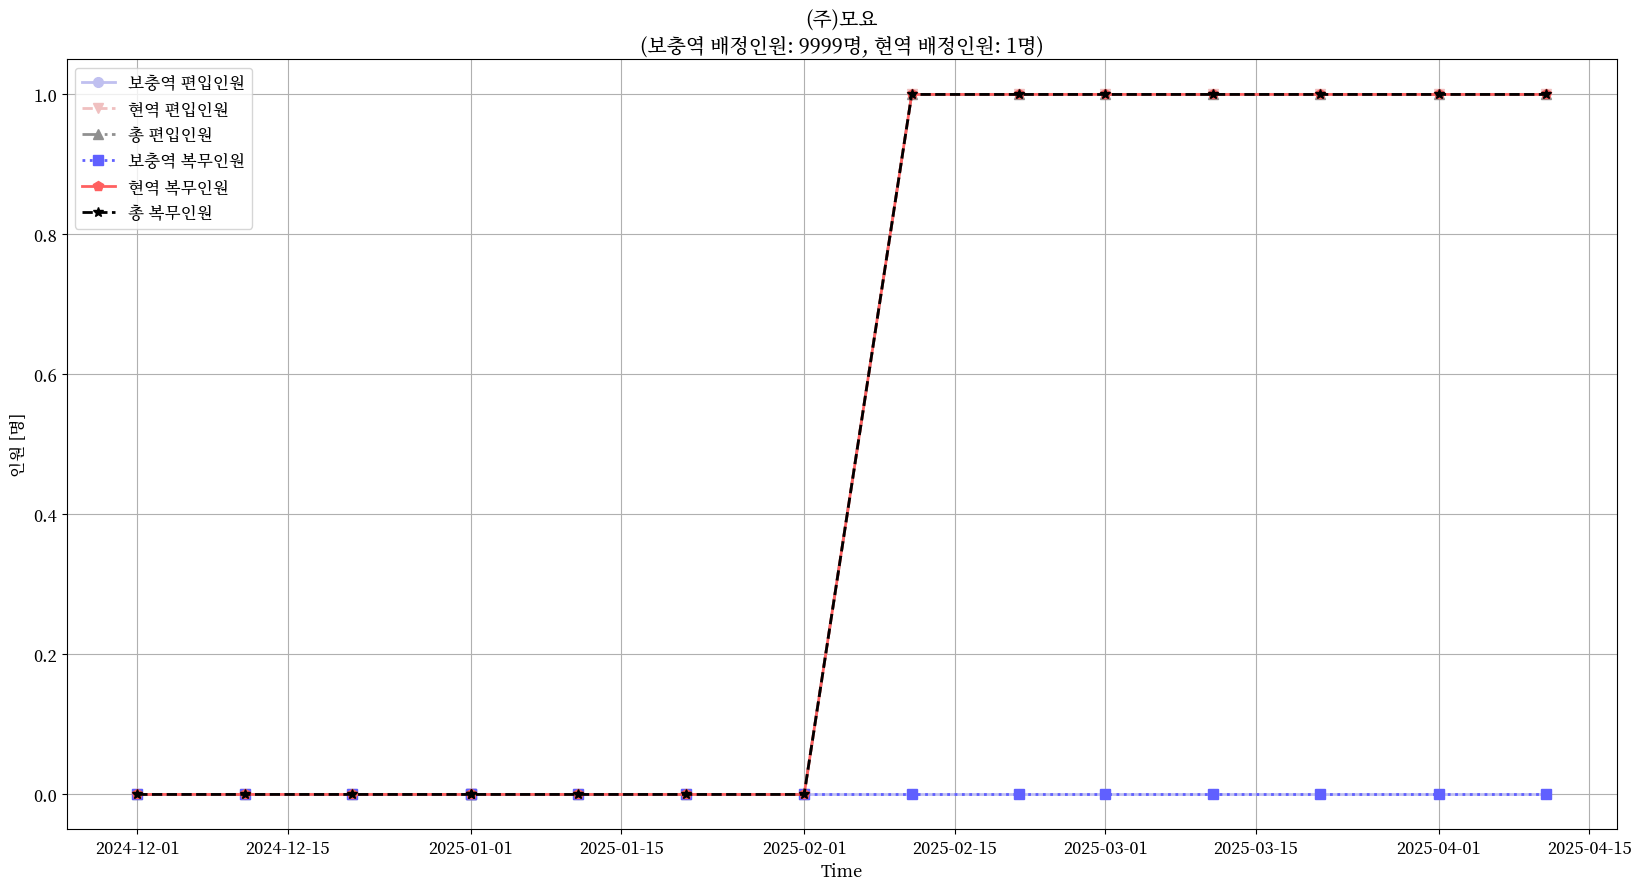 (주)모요
(보충역 배정인원: 9999명, 현역 배정인원: 1명)
보충역 편입인원
현역 편입인원
총 편입인원
보충역 복무인원
현역 복무인원
총 복무인원
1.0
0.8
0.6
0.4
0.2
0.0
인원 [명]
2024-12-01 2024-12-15 2025-01-01 2025-01-15 2025-02-01 2025-02-15 2025-03-01 2025-03-15 2025-04-01 2025-04-15
Time